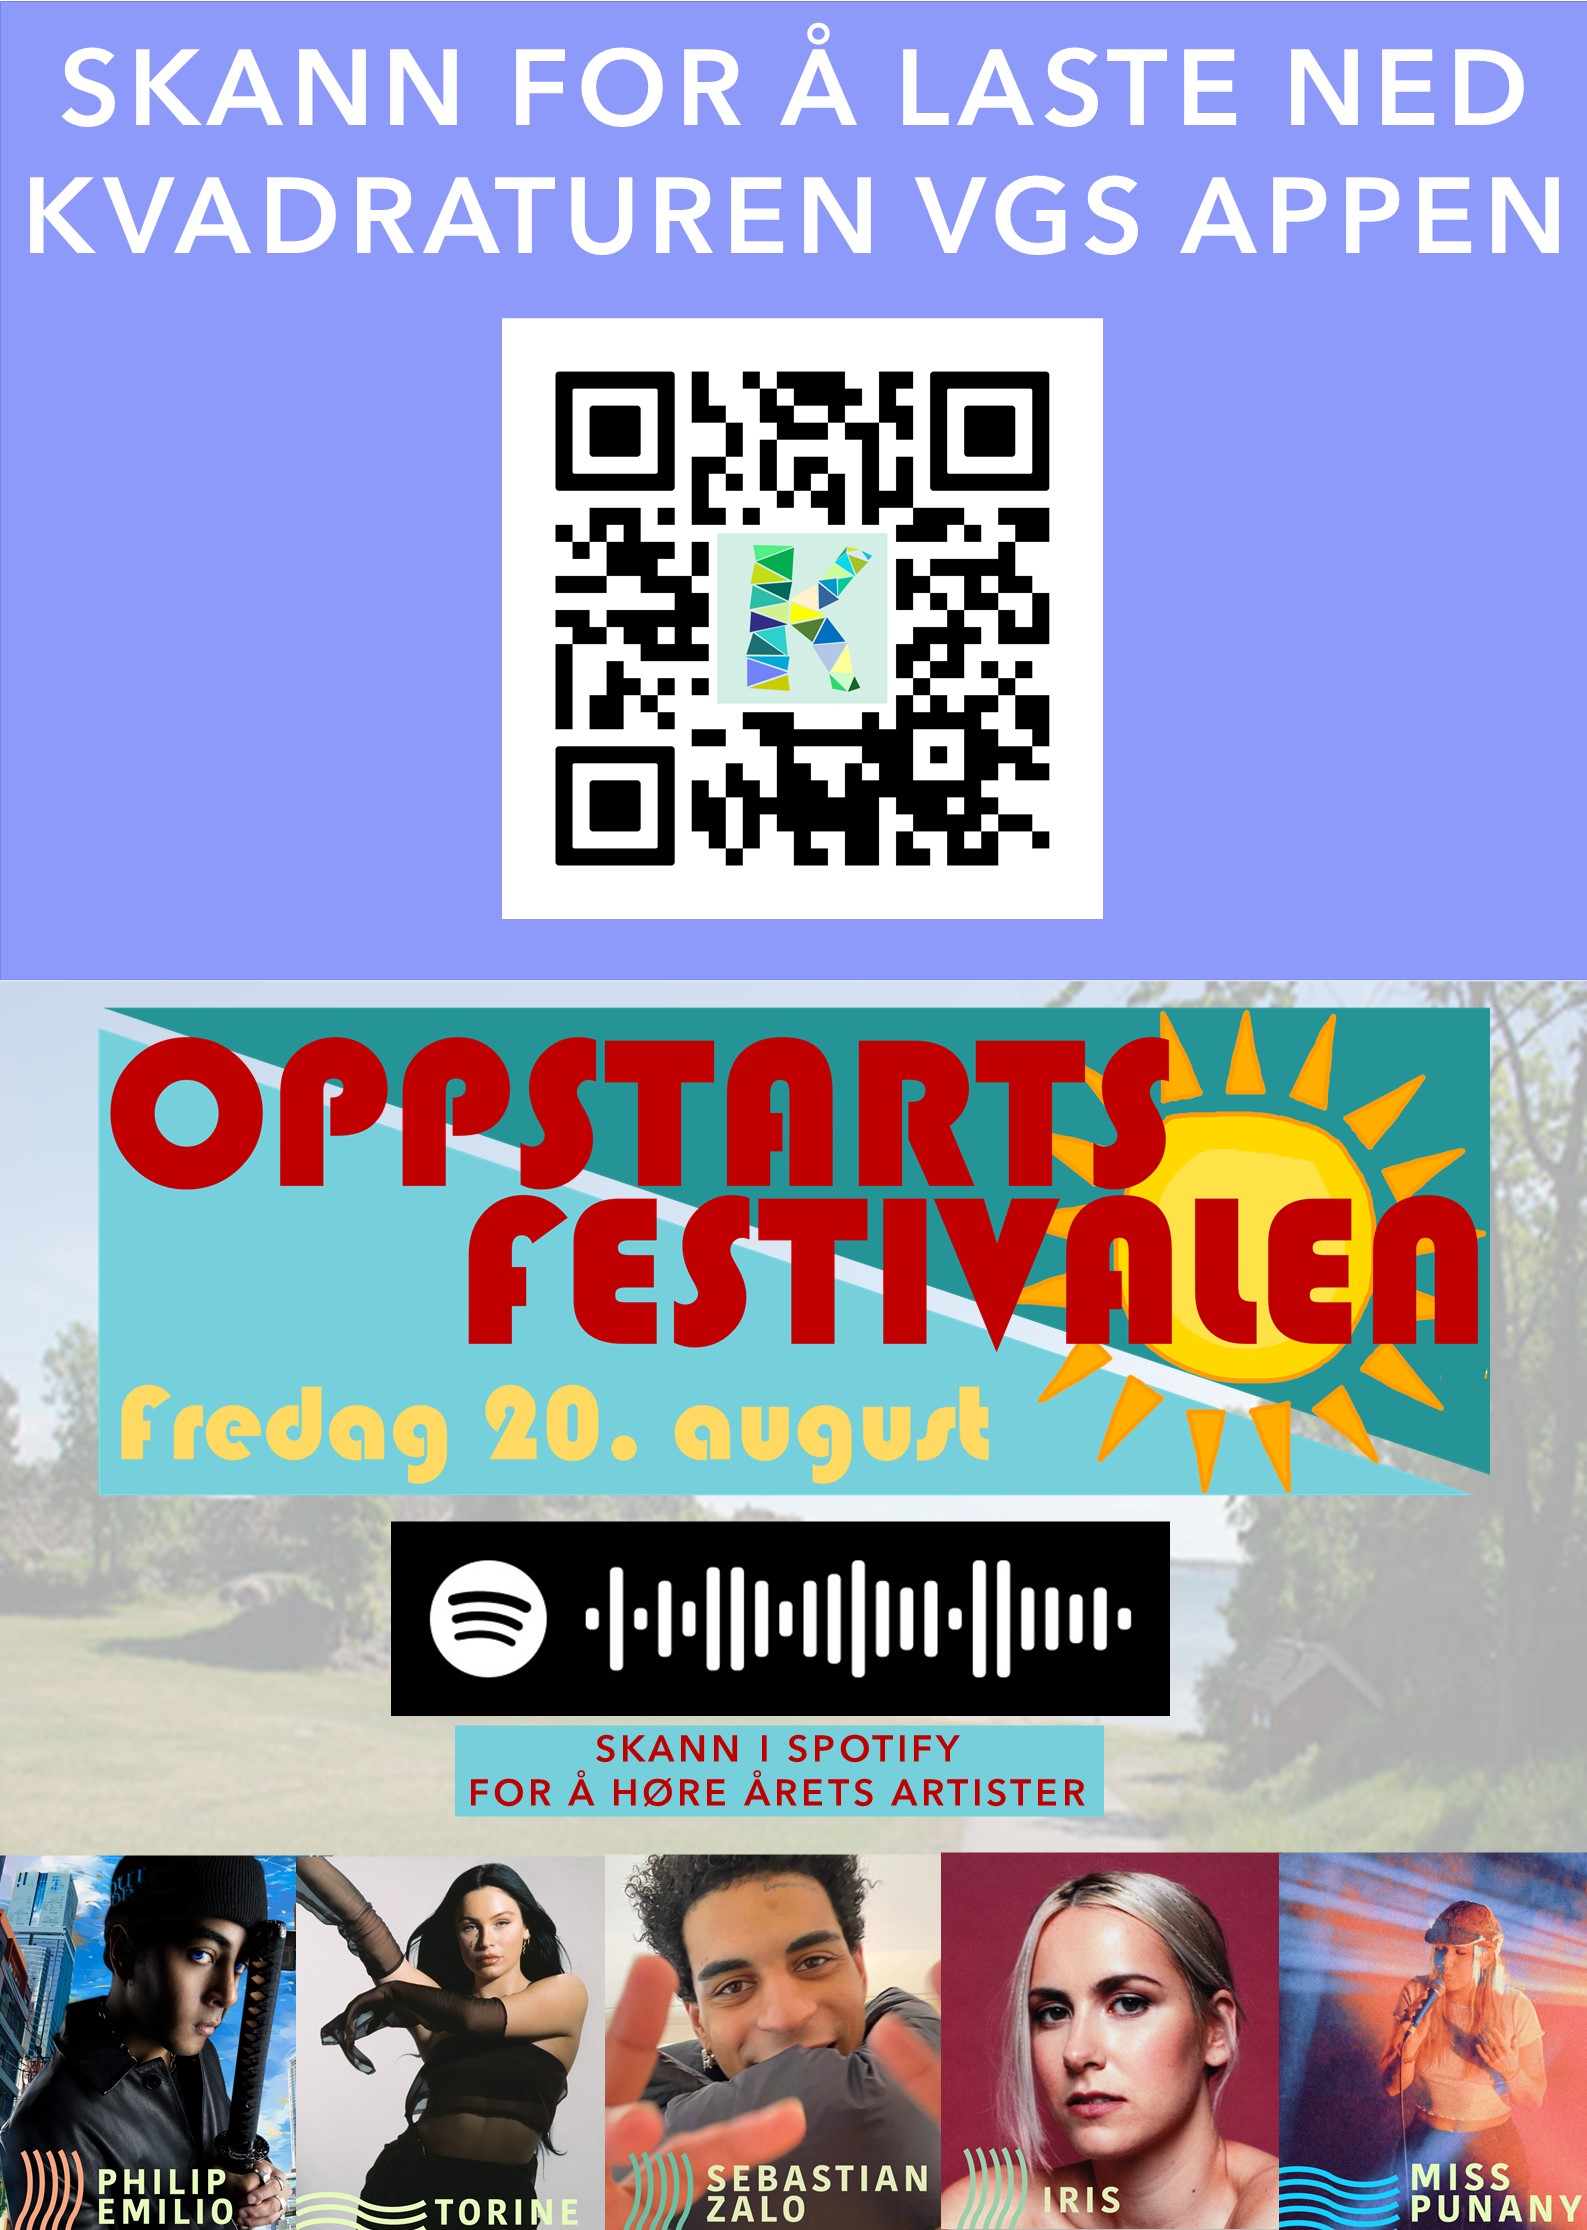 SKANN FOR Å LASTE NED
KVADRATUREN VGS APPEN
K
OPPSTARTS
FESTIVALEN
Fredag 20. august
SKANN I SPOTIFY
FOR Å HØRE ÅRETS ARTISTER
PHILIP
EMILIO
TORINE
SEBASTIAN
ZALO
IRIS
MISS
PUNANY